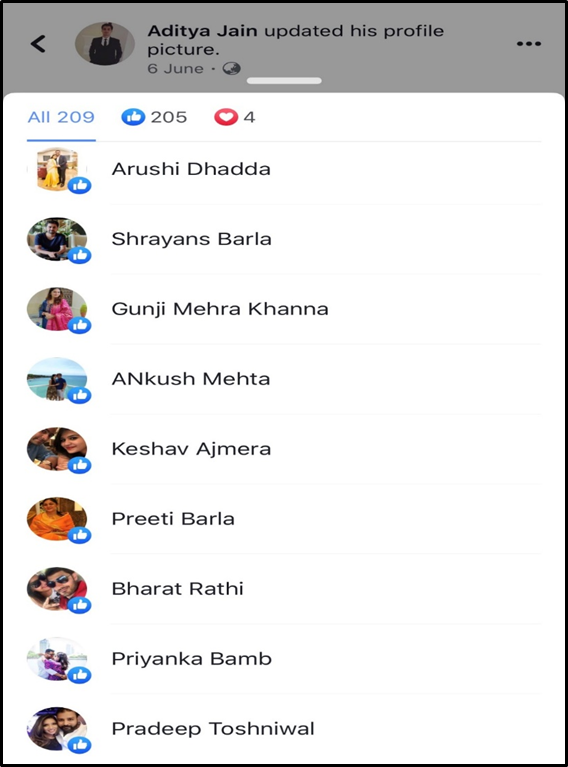 Aditya Jain updated his profile
picture.
6 June ·
All 209 205 4
Arushi Dhadda
Shrayans Barla
Gunji Mehra Khanna
ANkush Mehta
Keshav Ajmera
Preeti Barla
Bharat Rathi
Priyanka Bamb
Pradeep Toshniwal